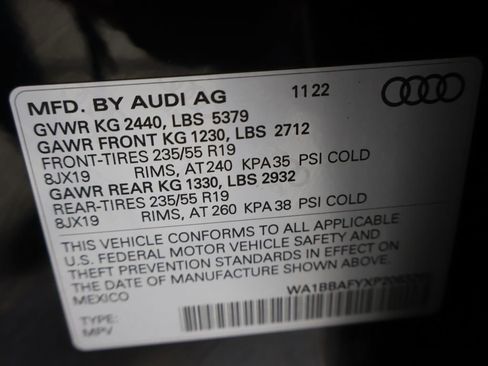 MFD. BY AUDI AG 11 22
GVWR KG 2440, LBS 5379
GAWR FRONT KG 1230, LBS 2712
FRONT-TIRES 235/55 R19
8JX19 RIMS, AT 240 KPA 35 PSI COLD
GAWR REAR KG 1330, LBS 2932
REAR-TIRES 235/55 R19
8JX19 RIMS, AT 260 KPA 38 PSI COLD
THIS VEHICLE CONFORMS TO ALL APPLICABLE
U.S. FEDERAL MOTOR VEHICLE SAFETY AND
THEFT PREVENTION STANDARDS IN EFFECT ON
THE DATE OF MANUFACTURE SHOWN ABOVE.
MEXICO
TYPE:
MPV